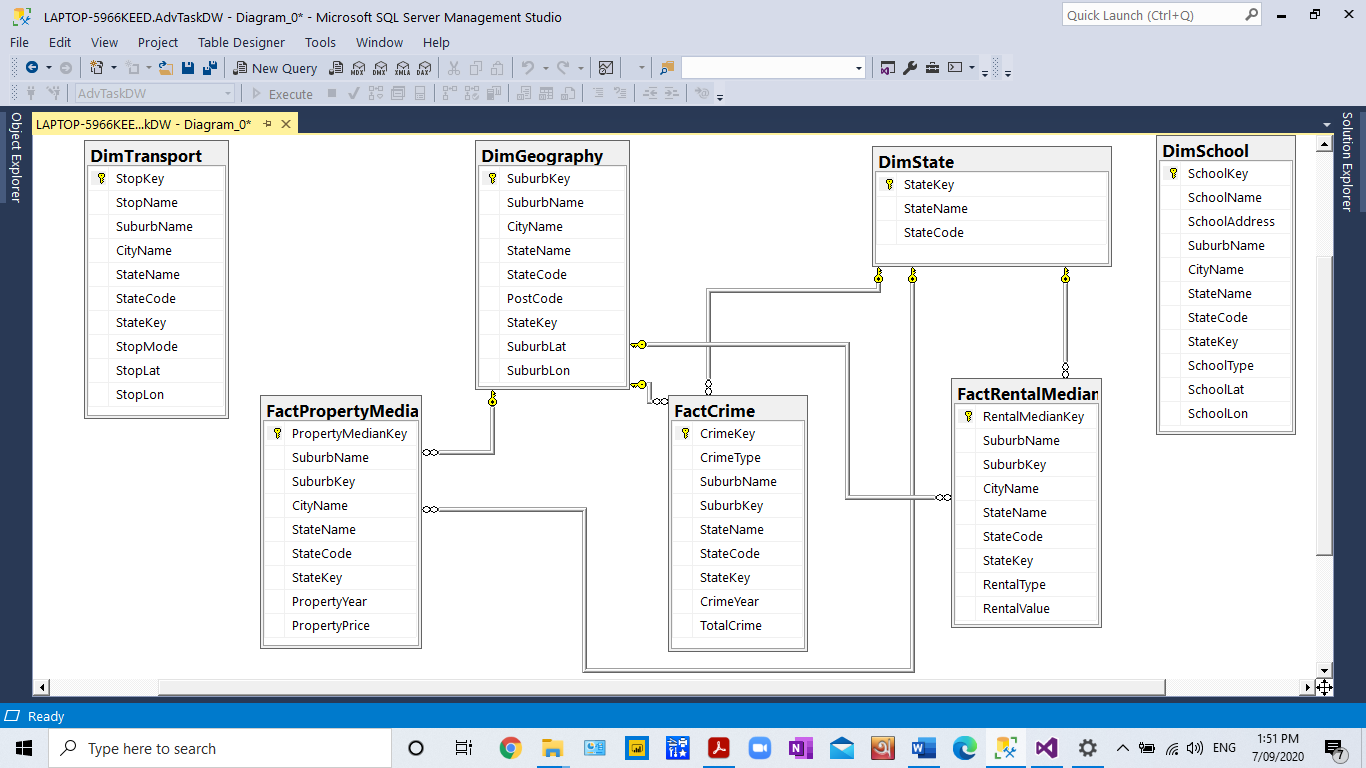 LAPTOP-5966KEED.AdvTaskDW - Diagram_0* - Microsoft SQL Server Management Studio
Quick Launch (Ctrl+Q)
File Edit View Project Table Designer Tools Window Help
New Query
MDX DMX XMLA DAX
AdvTaskDW
Execute
Object Explorer
LAPTOP-5966KEE...kDW - Diagram_0*
Solution Explorer
DimTransport
StopKey
StopName
SuburbName
CityName
StateName
StateCode
StateKey
StopMode
StopLat
StopLon
DimGeography
SuburbKey
SuburbName
CityName
StateName
StateCode
PostCode
StateKey
SuburbLat
SuburbLon
DimState
StateKey
StateName
StateCode
DimSchool
SchoolKey
SchoolName
SchoolAddress
SuburbName
CityName
StateName
StateCode
StateKey
SchoolType
SchoolLat
SchoolLon
FactPropertyMedia
PropertyMedianKey
SuburbName
SuburbKey
CityName
StateName
StateCode
StateKey
PropertyYear
PropertyPrice
FactCrime
CrimeKey
CrimeType
SuburbName
SuburbKey
StateName
StateCode
StateKey
CrimeYear
TotalCrime
FactRentalMedian
RentalMedianKey
SuburbName
SuburbKey
CityName
StateName
StateCode
StateKey
RentalType
RentalValue
Ready
Type here to search
ENG
1:51 PM
7/09/2020
7